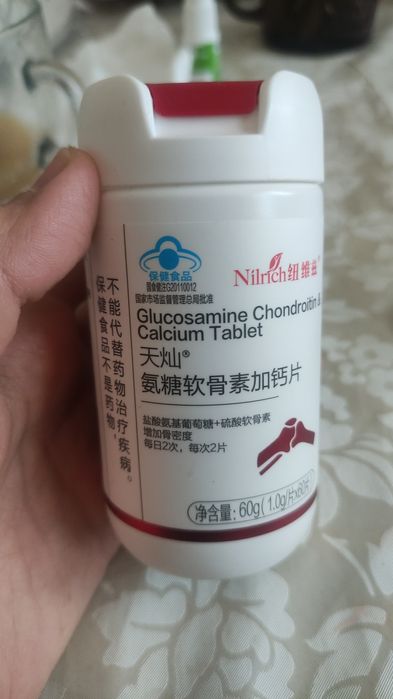 保健食品
国食健注G20110012
国家市场监督管理总局批准
Nilrich纽维益®
Glucosamine Chondroitin &
Calcium Tablet
天灿®
氨糖软骨素加钙片
盐酸氨基葡萄糖+硫酸软骨素
增加骨密度
每日2次，每次2片
净含量：60g(1.0g/片×60片)
保健食品不是药物，
不能代替药物治疗疾病。